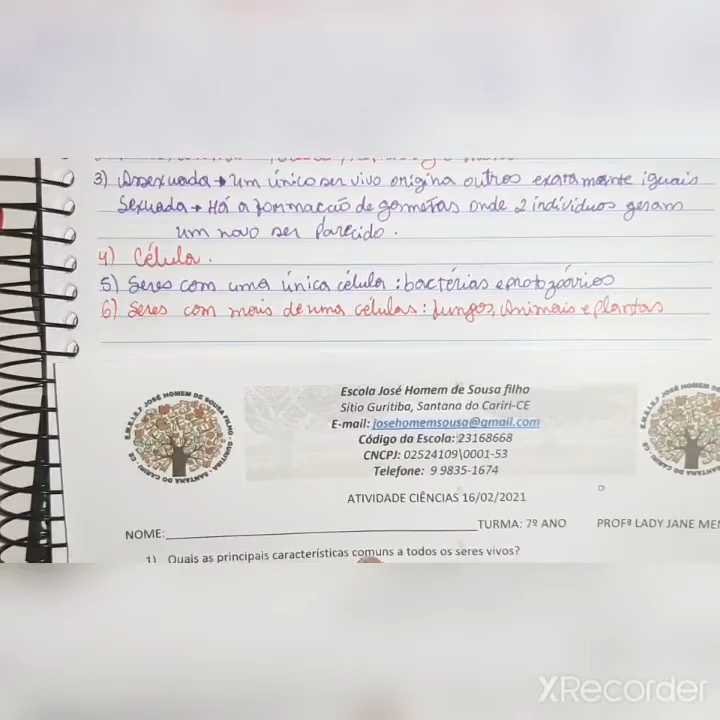 3) Assexuada → Um único ser vivo origina outros exatamente iguais
Sexuada → Há a formacção de gametas onde 2 indivíduos geram
um novo ser parecido.
4) Célula.
5) Seres com uma única célula: bactérias e protozoários
6) Seres com mais de uma células: fungos, animais e plantas
Escola José Homem de Sousa filho
Sítio Guritiba, Santana do Cariri-CE
E-mail: josehomemsousa@gmail.com
Código da Escola: 23168668
CNCPJ: 02524109\0001-53
Telefone: 9 9835-1674
ATIVIDADE CIÊNCIAS 16/02/2021
NOME: TURMA: 7º ANO PROFª LADY JANE
1) Quais as principais características comuns a todos os seres vivos?
XRecorder